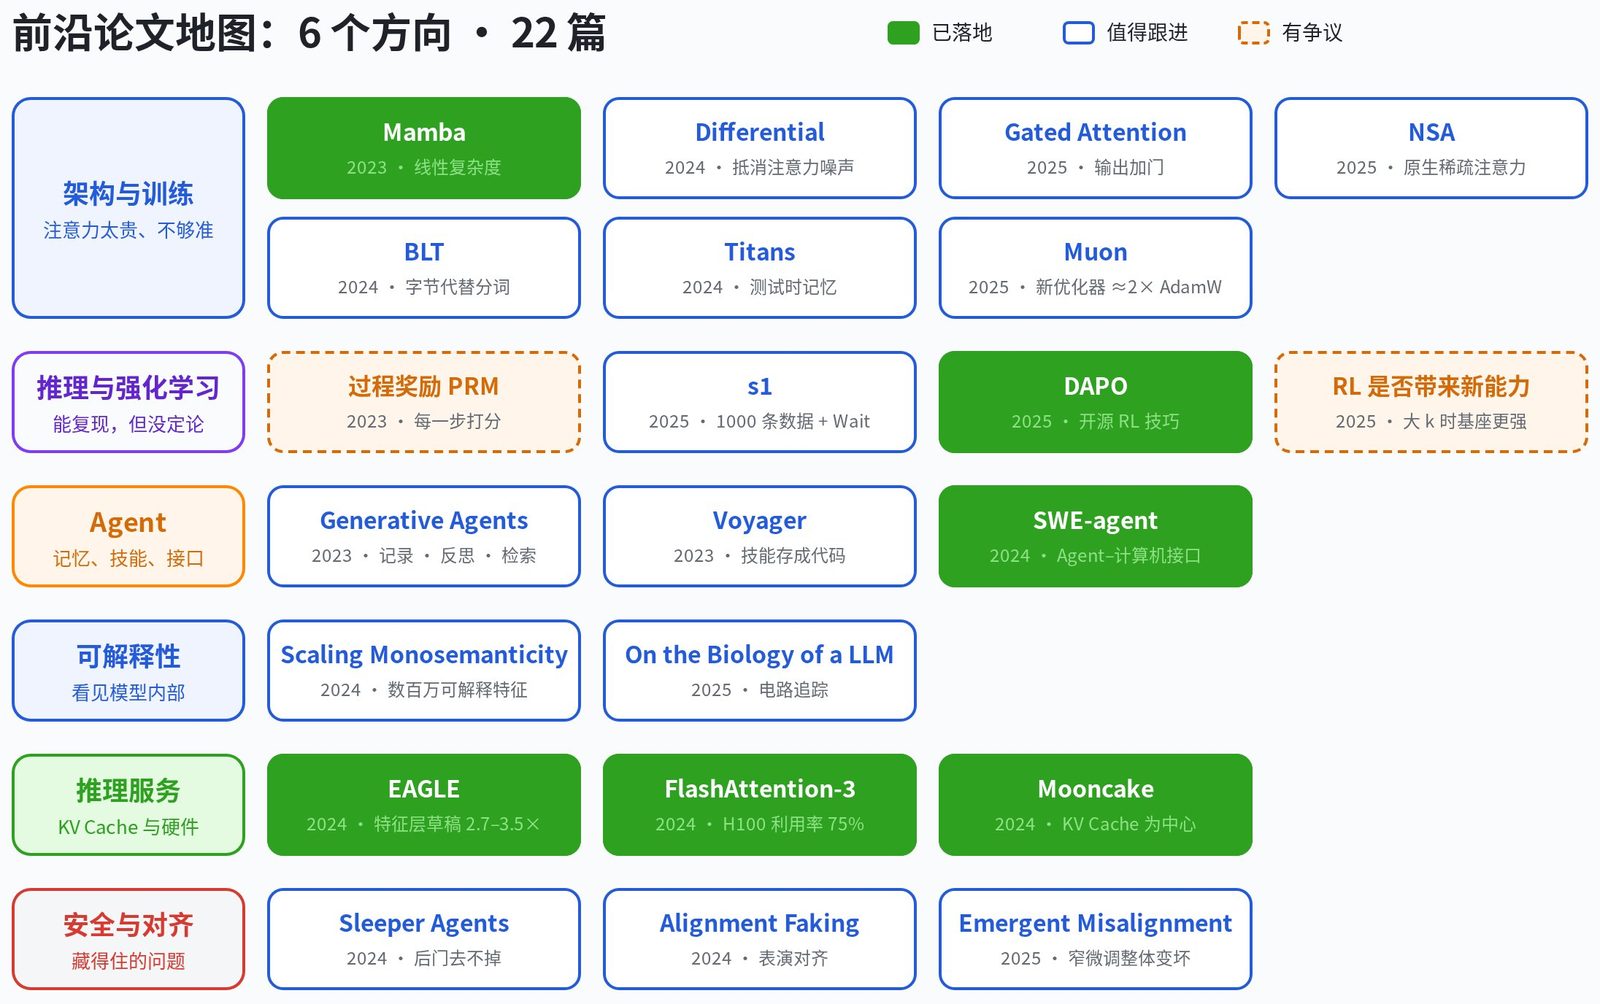 前沿论文地图：6 个方向 · 22 篇
已落地
值得跟进
有争议
架构与训练
注意力太贵、不够准
Mamba
2023 · 线性复杂度
Differential
2024 · 抵消注意力噪声
Gated Attention
2025 · 输出加门
NSA
2025 · 原生稀疏注意力
BLT
2024 · 字节代替分词
Titans
2024 · 测试时记忆
Muon
2025 · 新优化器 ≈2× AdamW
推理与强化学习
能复现，但没定论
过程奖励 PRM
2023 · 每一步打分
s1
2025 · 1000 条数据 + Wait
DAPO
2025 · 开源 RL 技巧
RL 是否带来新能力
2025 · 大 k 时基座更强
Agent
记忆、技能、接口
Generative Agents
2023 · 记录 · 反思 · 检索
Voyager
2023 · 技能存成代码
SWE-agent
2024 · Agent–计算机接口
可解释性
看见模型内部
Scaling Monosemanticity
2024 · 数百万可解释特征
On the Biology of a LLM
2025 · 电路追踪
推理服务
KV Cache 与硬件
EAGLE
2024 · 特征层草稿 2.7–3.5×
FlashAttention-3
2024 · H100 利用率 75%
Mooncake
2024 · KV Cache 为中心
安全与对齐
藏得住的问题
Sleeper Agents
2024 · 后门去不掉
Alignment Faking
2024 · 表演对齐
Emergent Misalignment
2025 · 窄微调整体变坏